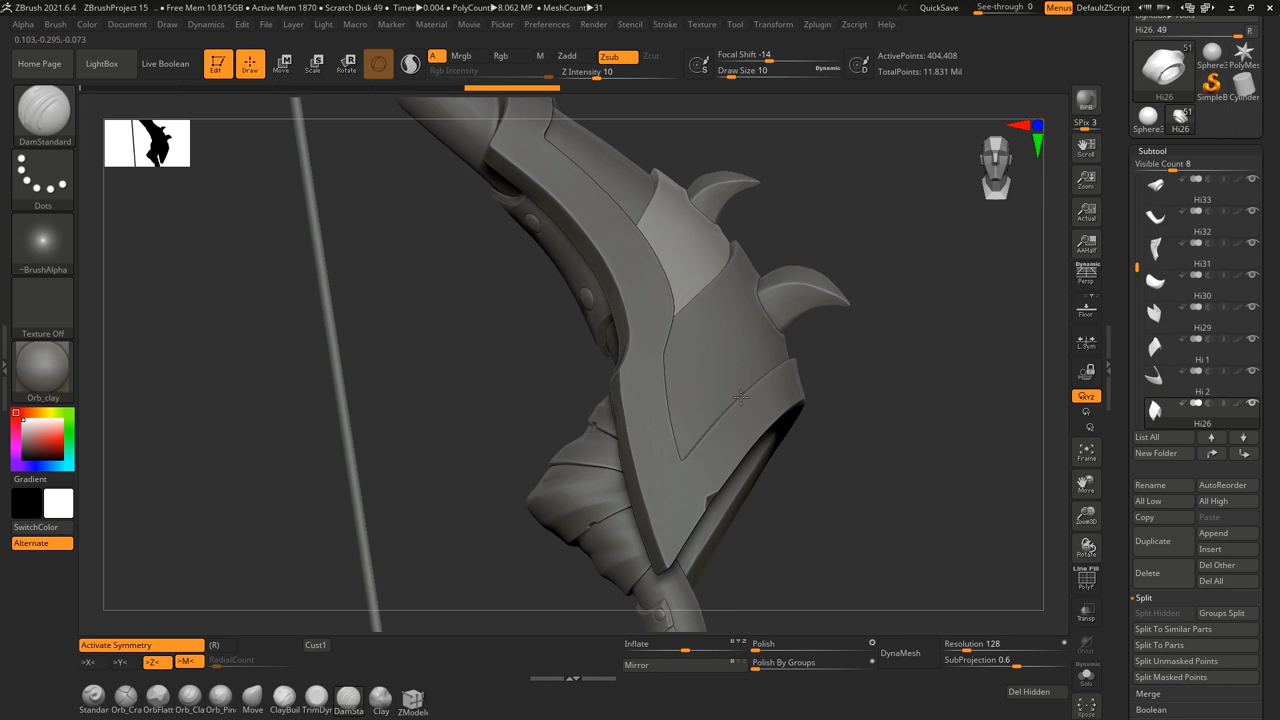 ZBrush 2021.6.4 ZBrushProject 15 • Free Mem 10.815GB • Active Mem 1870 • Scratch Disk 49 • Timer▶0.004 • PolyCount▶8.062 MP • MeshCount▶31 AC QuickSave See-through 0 Menus DefaultZScript
Alpha Brush Color Document Draw Dynamics Edit File Layer Light Macro Marker Material Movie Picker Preferences Render Stencil Stroke Texture Tool Transform Zplugin Zscript Help
0.103,-0.295,-0.073
Home Page LightBox Live Boolean Edit Draw Move Scale Rotate
A Mrgb Rgb M Zadd Zsub Zcut
Rgb Intensity Z Intensity 10
Focal Shift -14
Draw Size 10 Dynamic
S D
ActivePoints: 404,408
TotalPoints: 11.831 Mil
DamStandard
Dots
~BrushAlpha
Texture Off
Orb_clay
Gradient
SwitchColor
Alternate
BPR
SPix 3
Scroll
Zoom
Actual
AAHalf
Dynamic
Persp
Floor
L.Sym
XYZ
Frame
Move
Zoom3D
Rotate
Line Fill
PolyF
Transp
Ghost
Dynamic
Solo
Xpose
Hi26. 49 R
51
Hi26
Sphere3 PolyMes
SimpleB Cylinder
51
Sphere3 Hi26
Subtool
Visible Count 8
Hi33
Hi32
Hi31
Hi30
Hi29
Hi 1
Hi 2
Hi26
List All
New Folder
Rename AutoReorder
All Low All High
Copy Paste
Duplicate Append
Insert
Delete Del Other
Del All
Split
Split Hidden Groups Split
Split To Similar Parts
Split To Parts
Split Unmasked Points
Split Masked Points
Merge
Boolean
Activate Symmetry (R) Cust1
>X< >Y< >Z< >M< RadialCount
Inflate Polish Resolution 128
Mirror Polish By Groups DynaMesh SubProjection 0.6
Del Hidden
Standar Orb_Cra OrbFlatt Orb_Cla Orb_Pin Move ClayBuil TrimDyr DamSta Clay ZModele